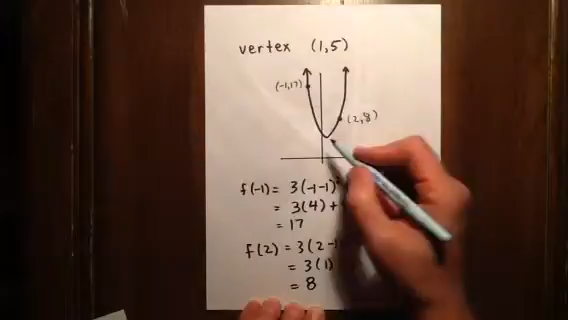 vertex (1,5)
(-1,17)
(2,8)
f(-1) = 3(-1-1)²
= 3(4) +
= 17
f(2) = 3(2-1
= 3(1)
= 8